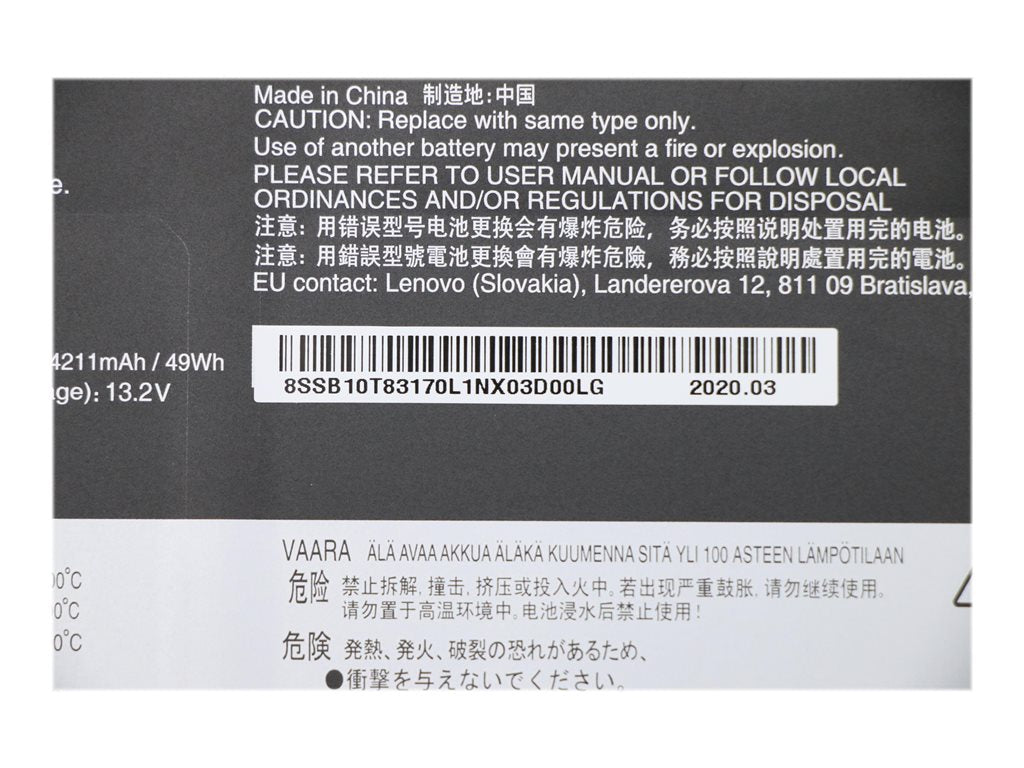 Made in China 制造地:中国
CAUTION: Replace with same type only.
Use of another battery may present a fire or explosion.
e.
PLEASE REFER TO USER MANUAL OR FOLLOW LOCAL
ORDINANCES AND/OR REGULATIONS FOR DISPOSAL
注意: 用错误型号电池更换会有爆炸危险，务必按照说明处置用完的电池。
注意: 用錯誤型號電池更換會有爆炸危險，務必按照說明處置用完的電池。
EU contact: Lenovo (Slovakia), Landererova 12, 811 09 Bratislava,
4211mAh / 49Wh
age): 13.2V
8SSB10T83170L1NX03D00LG 2020.03
VAARA ÄLÄ AVAA AKKUA ÄLÄKÄ KUUMENNA SITÄ YLI 100 ASTEEN LÄMPÖTILAAN
00°C
0°C
0°C
危险 禁止拆解, 撞击, 挤压或投入火中。若出现严重鼓胀, 请勿继续使用。
请勿置于高温环境中。电池浸水后禁止使用!
危険 発熱、発火、破裂の恐れがあるため、
●衝撃を与えないでください。